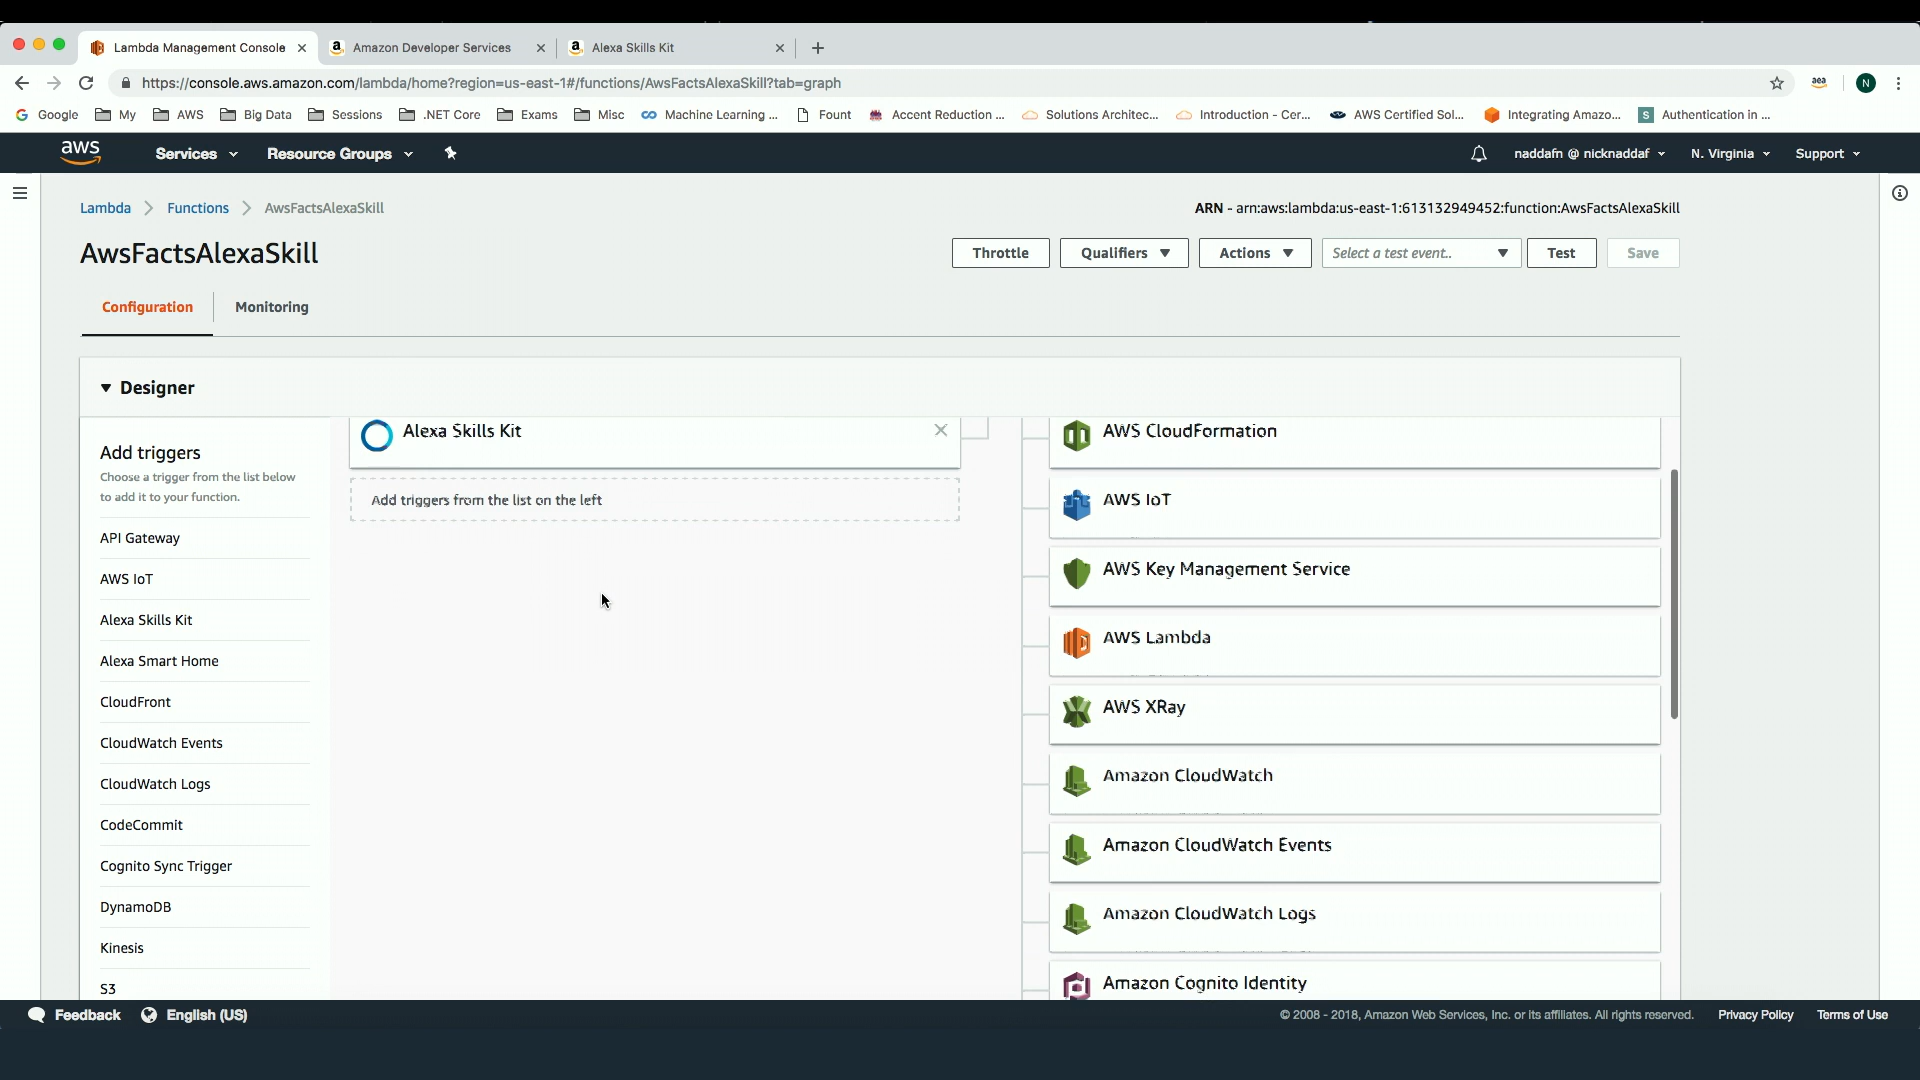 Lambda Management Console
Amazon Developer Services
Alexa Skills Kit
https://console.aws.amazon.com/lambda/home?region=us-east-1#/functions/AwsFactsAlexaSkill?tab=graph
aea
N
Google
My
AWS
Big Data
Sessions
.NET Core
Exams
Misc
Machine Learning ...
Fount
Accent Reduction ...
Solutions Architec...
Introduction - Cer...
AWS Certified Sol...
Integrating Amazo...
S
Authentication in ...
aws
Services
Resource Groups
naddafn @ nicknaddaf
N. Virginia
Support
Lambda
Functions
AwsFactsAlexaSkill
ARN - arn:aws:lambda:us-east-1:613132949452:function:AwsFactsAlexaSkill
AwsFactsAlexaSkill
Throttle
Qualifiers
Actions
Select a test event..
Test
Save
Configuration
Monitoring
Designer
Add triggers
Choose a trigger from the list below
to add it to your function.
API Gateway
AWS IoT
Alexa Skills Kit
Alexa Smart Home
CloudFront
CloudWatch Events
CloudWatch Logs
CodeCommit
Cognito Sync Trigger
DynamoDB
Kinesis
S3
Alexa Skills Kit
Add triggers from the list on the left
AWS CloudFormation
AWS IoT
AWS Key Management Service
AWS Lambda
AWS XRay
Amazon CloudWatch
Amazon CloudWatch Events
Amazon CloudWatch Logs
Amazon Cognito Identity
Feedback
English (US)
© 2008 - 2018, Amazon Web Services, Inc. or its affiliates. All rights reserved.
Privacy Policy
Terms of Use